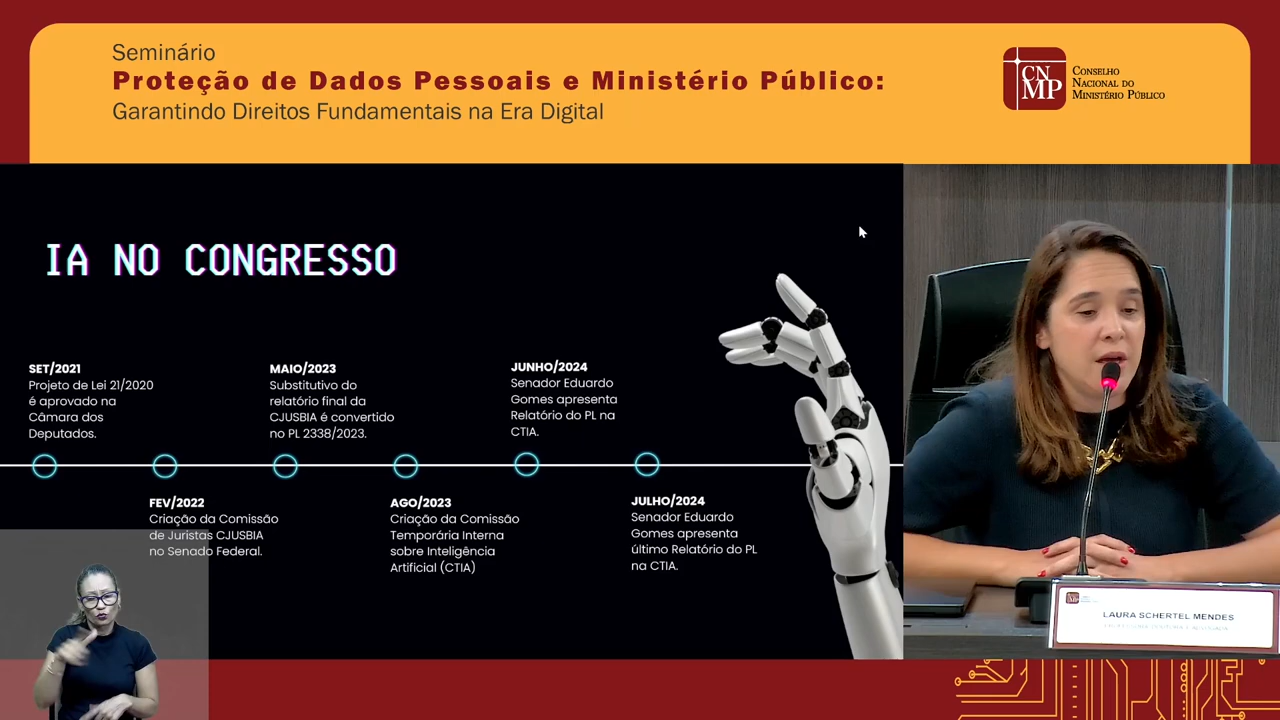 Seminário
Proteção de Dados Pessoais e Ministério Público:
Garantindo Direitos Fundamentais na Era Digital
CN
MP
Conselho
Nacional do
Ministério Público
IA NO CONGRESSO
SET/2021
Projeto de Lei 21/2020
é aprovado na
Câmara dos
Deputados.
MAIO/2023
Substitutivo do
relatório final da
CJUSBIA é convertido
no PL 2338/2023.
JUNHO/2024
Senador Eduardo
Gomes apresenta
Relatório do PL na
CTIA.
FEV/2022
Criação da Comissão
de Juristas CJUSBIA
no Senado Federal.
AGO/2023
Criação da Comissão
Temporária Interna
sobre Inteligência
Artificial (CTIA)
JULHO/2024
Senador Eduardo
Gomes apresenta
último Relatório do PL
na CTIA.
LAURA SCHERTEL MENDES